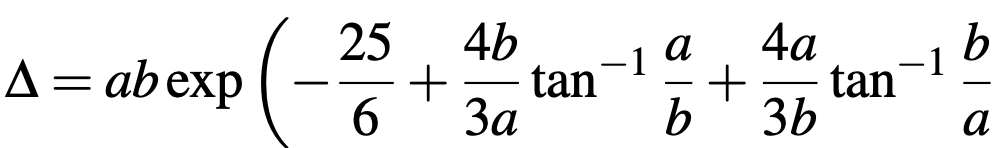 Δ = ab exp ( − 25/6 + 4b/3a tan⁻¹ a/b + 4a/3b tan⁻¹ b/a